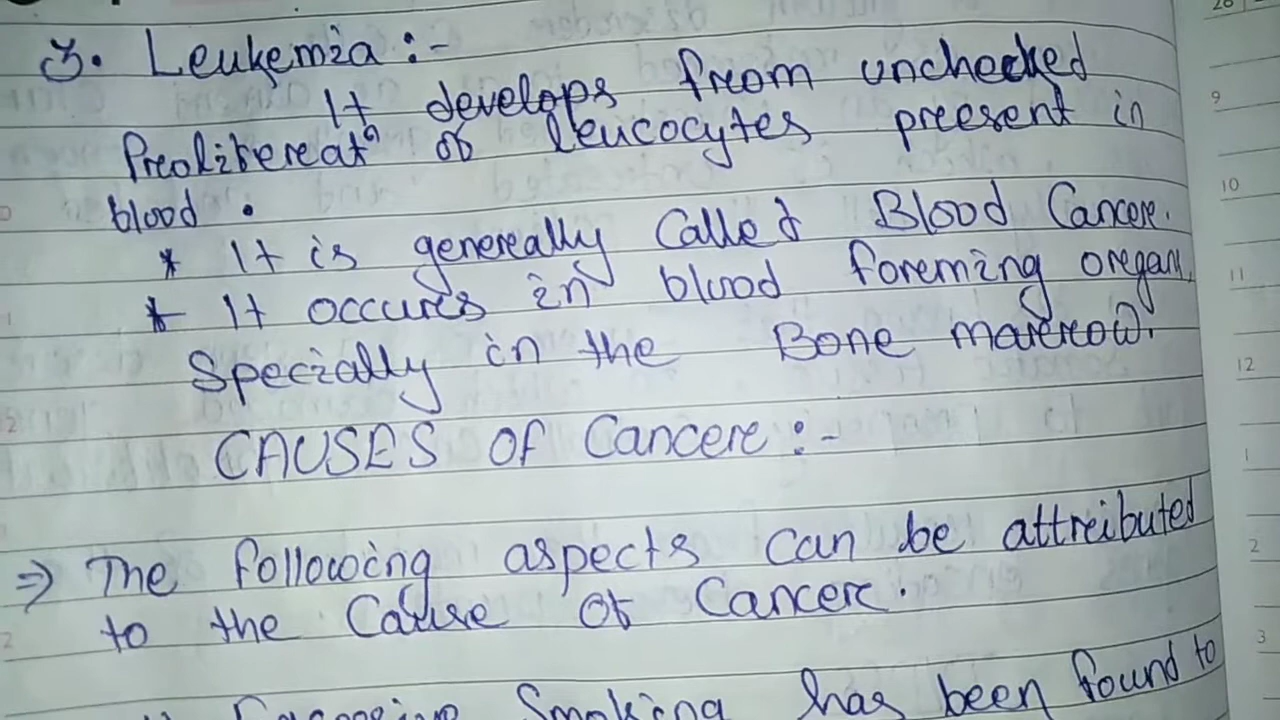 3. Leukemia :-
It develops from unchecked
Proliferatⁿ of leucocytes present in
blood.
* It is generally Called Blood Cancer.
* It occurs in blood forming organ,
Specially in the Bone marrow.
CAUSES OF Cancer :-
⇒ The following aspects can be attributed
to the Cause of Cancer.
Smoking has been found to